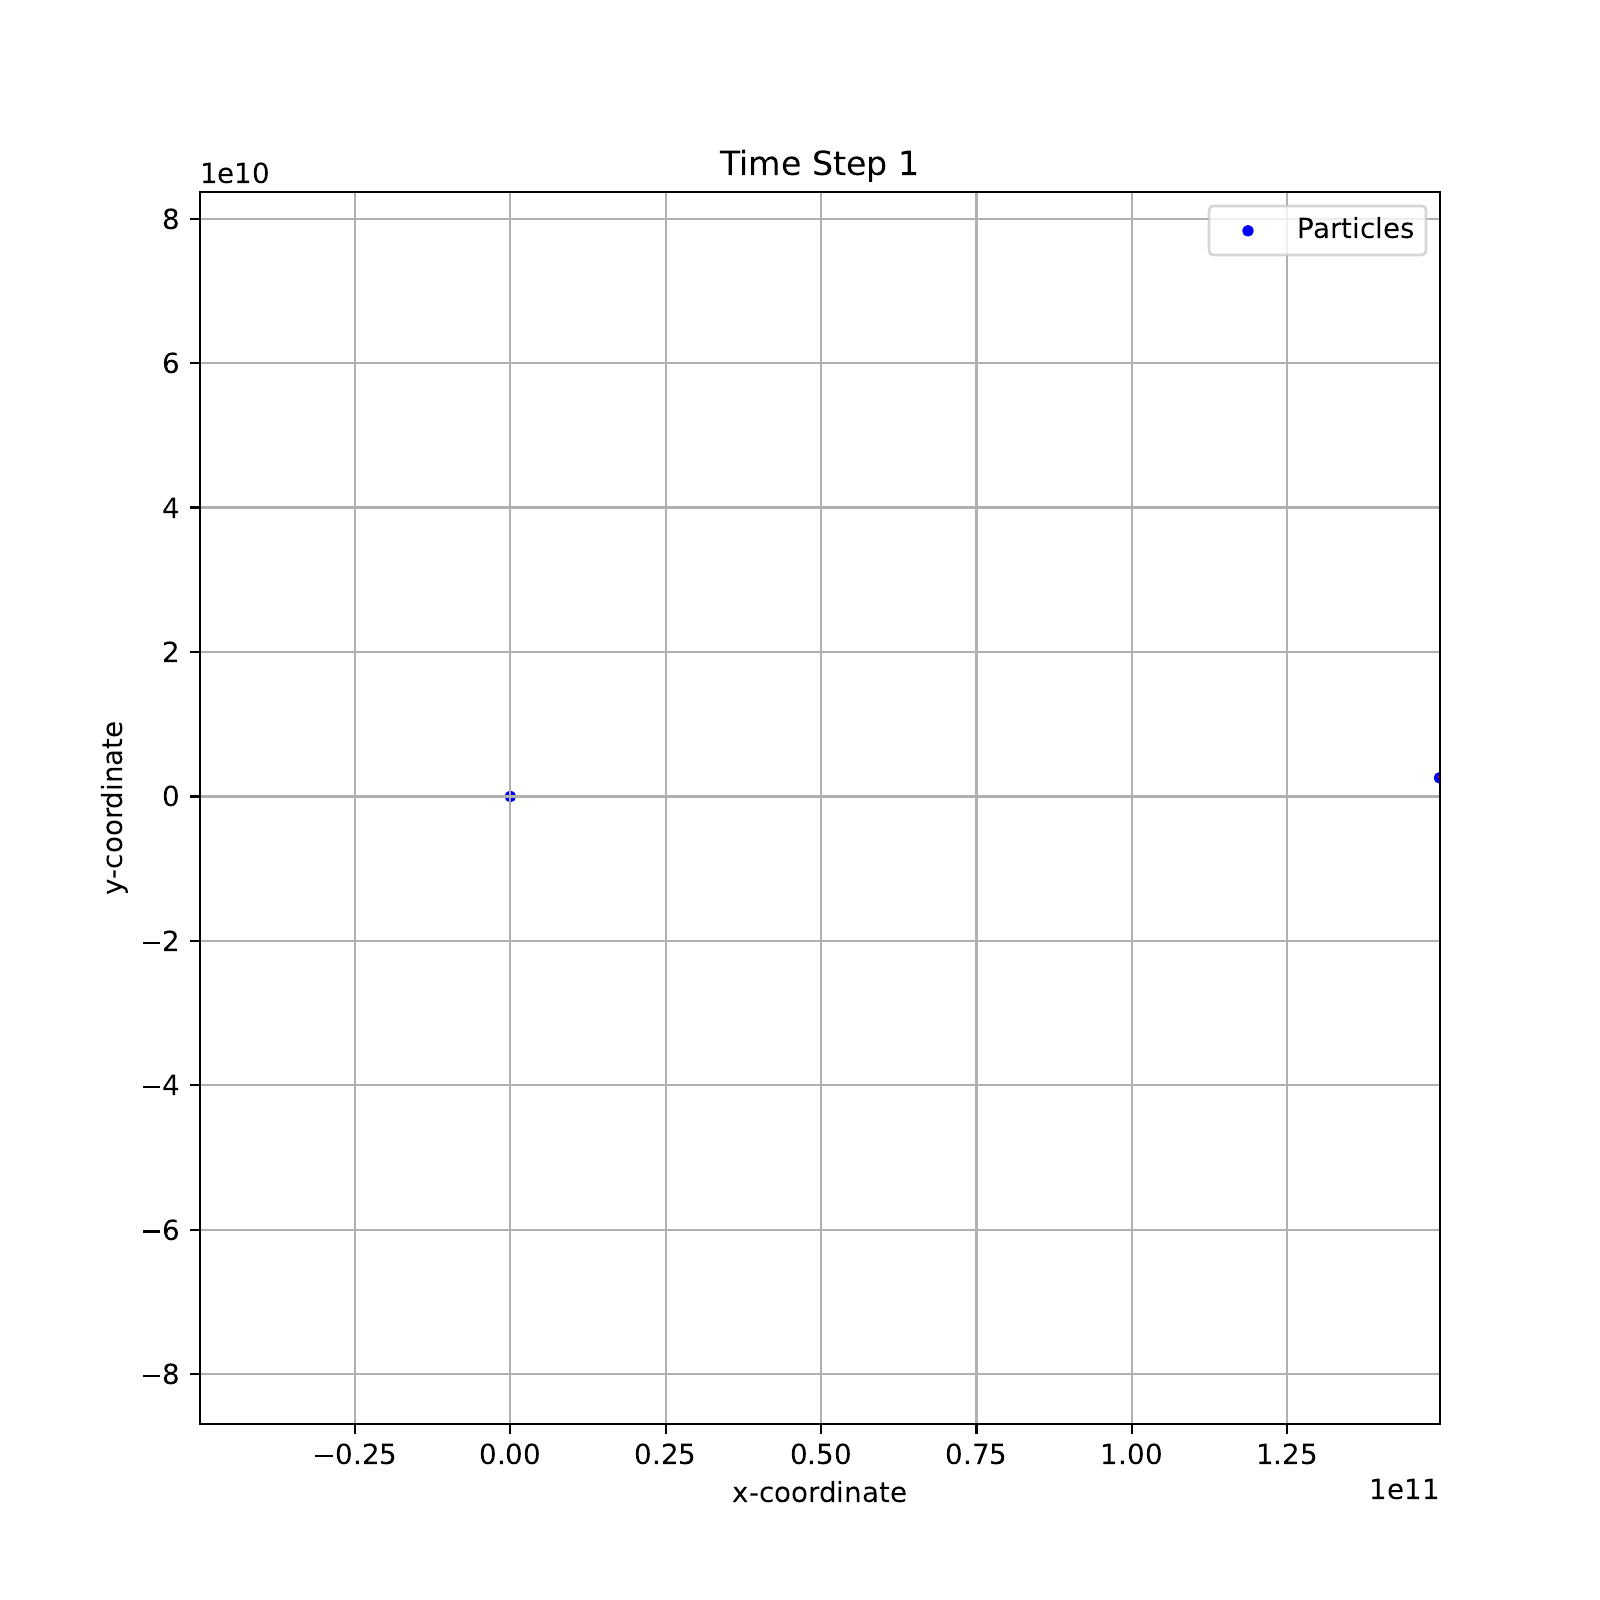 Time Step 1
1e10
Particles
8
6
4
2
0
−2
−4
−6
−8
y-coordinate
−0.25 0.00 0.25 0.50 0.75 1.00 1.25
1e11
x-coordinate